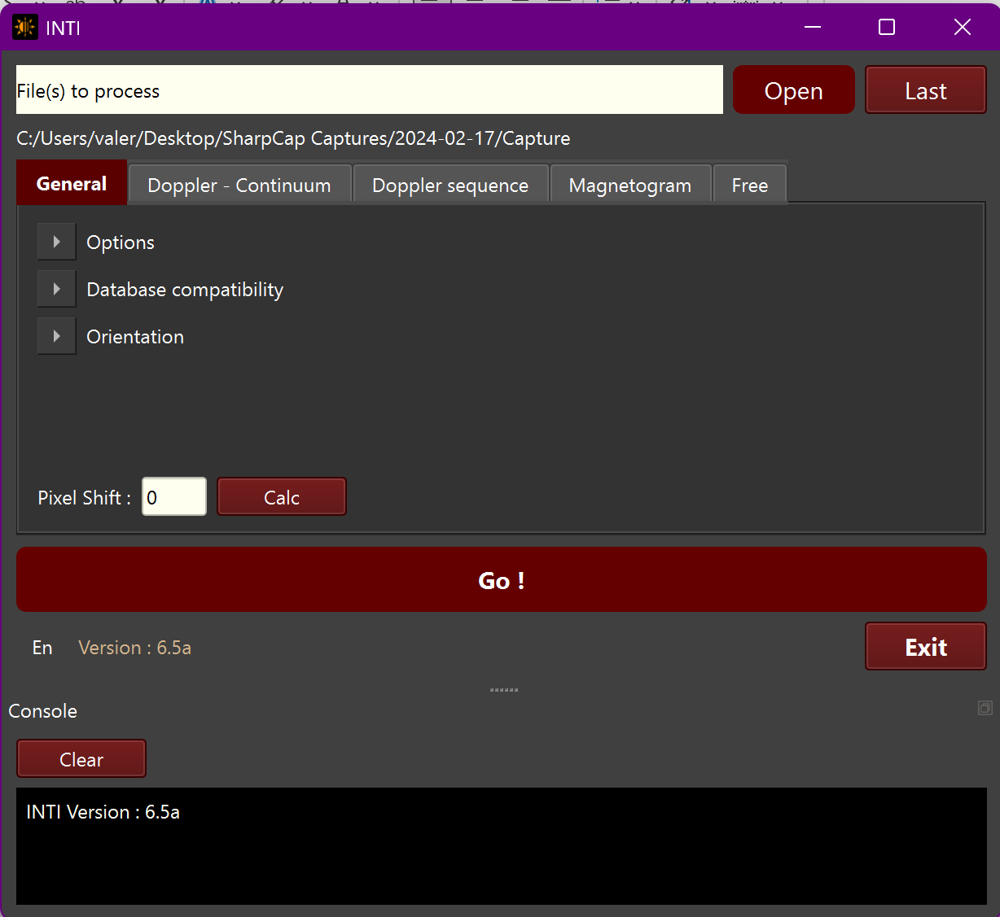 INTI
File(s) to process
Open
Last
C:/Users/valer/Desktop/SharpCap Captures/2024-02-17/Capture
General
Doppler - Continuum
Doppler sequence
Magnetogram
Free
Options
Database compatibility
Orientation
Pixel Shift :
0
Calc
Go !
En
Version : 6.5a
Exit
Console
Clear
INTI Version : 6.5a